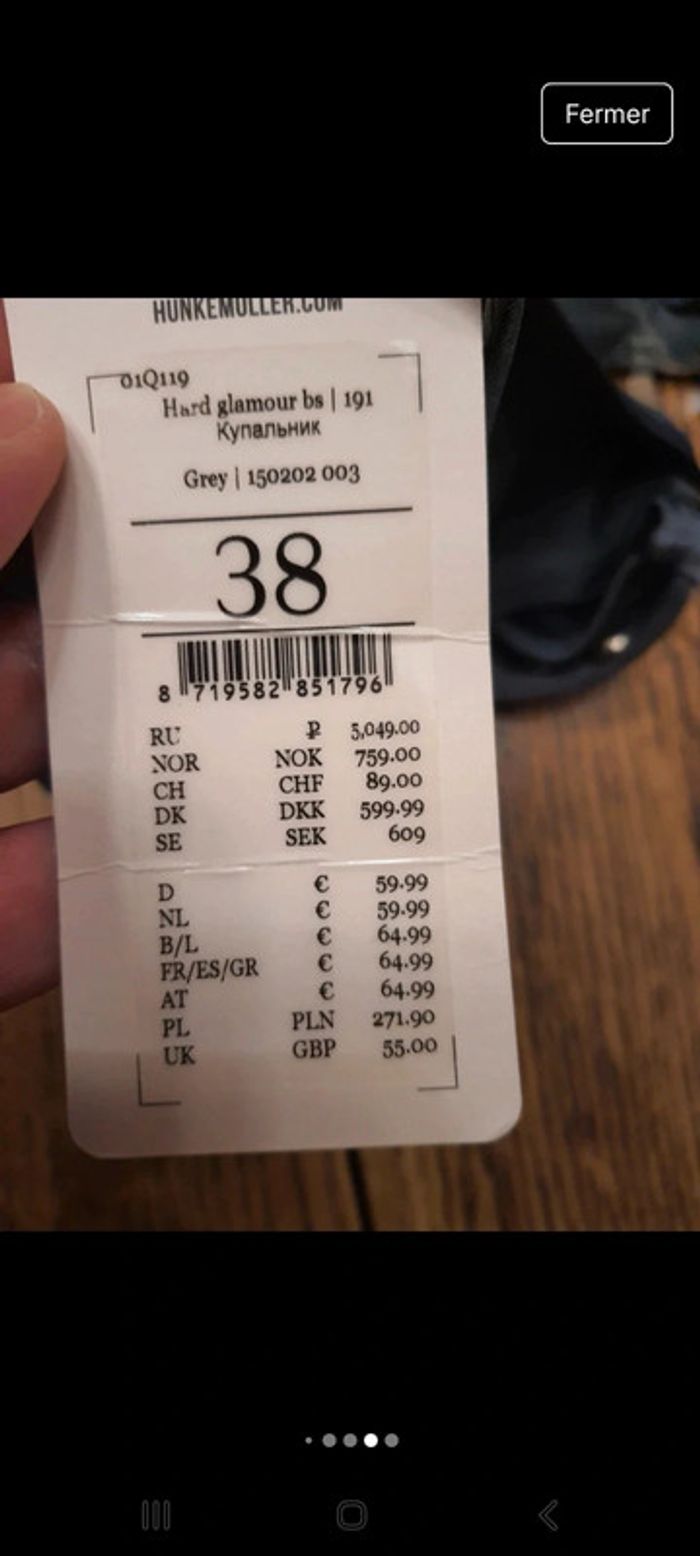 Fermer
HUNKEMOLLER.COM
01Q119
Hard glamour bs | 191
Купальник
Grey | 150202 003
38
8 719582 851796
RU ₽ 5,049.00
NOR NOK 759.00
CH CHF 89.00
DK DKK 599.99
SE SEK 609
D € 59.99
NL € 59.99
B/L € 64.99
FR/ES/GR € 64.99
AT € 64.99
PL PLN 271.90
UK GBP 55.00